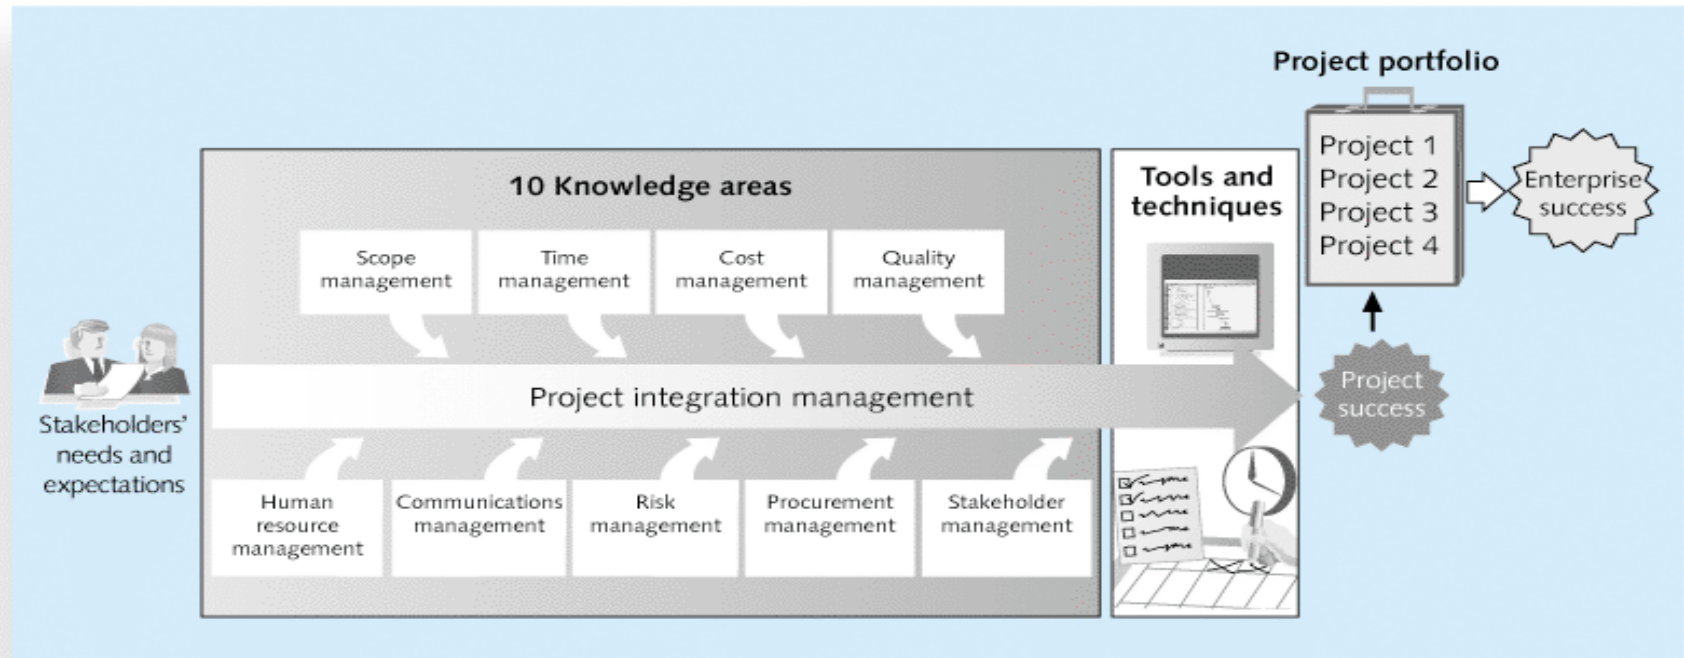 Project portfolio
Project 1
Project 2
Project 3
Project 4
Enterprise
success
10 Knowledge areas
Tools and
techniques
Scope
management
Time
management
Cost
management
Quality
management
Project integration management
Project
success
Stakeholders'
needs and
expectations
Human
resource
management
Communications
management
Risk
management
Procurement
management
Stakeholder
management